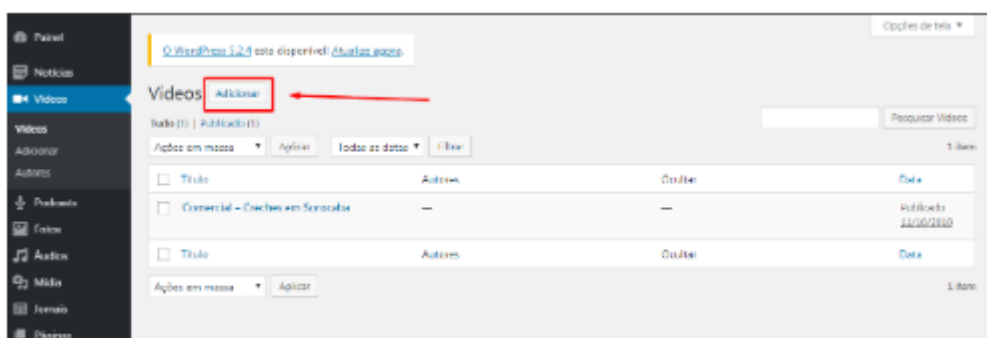 Opções de tela ▼
Painel
O WordPress 5.2.4 está disponível! Atualize agora.
Notícias
Vídeos
Vídeos Adicionar
Tudo (1) | Publicado (1)
Pesquisar Vídeos
Vídeos
Adicionar
Autores
Ações em massa ▼ Aplicar Todas as datas ▼ Filtrar 1 item
Título Autores Ocultar Data
Comercial – Creches em Sorocaba — — Publicado
11/10/2019
Título Autores Ocultar Data
Ações em massa ▼ Aplicar 1 item
Podcasts
Fotos
Áudios
Mídia
Jornais
Páginas